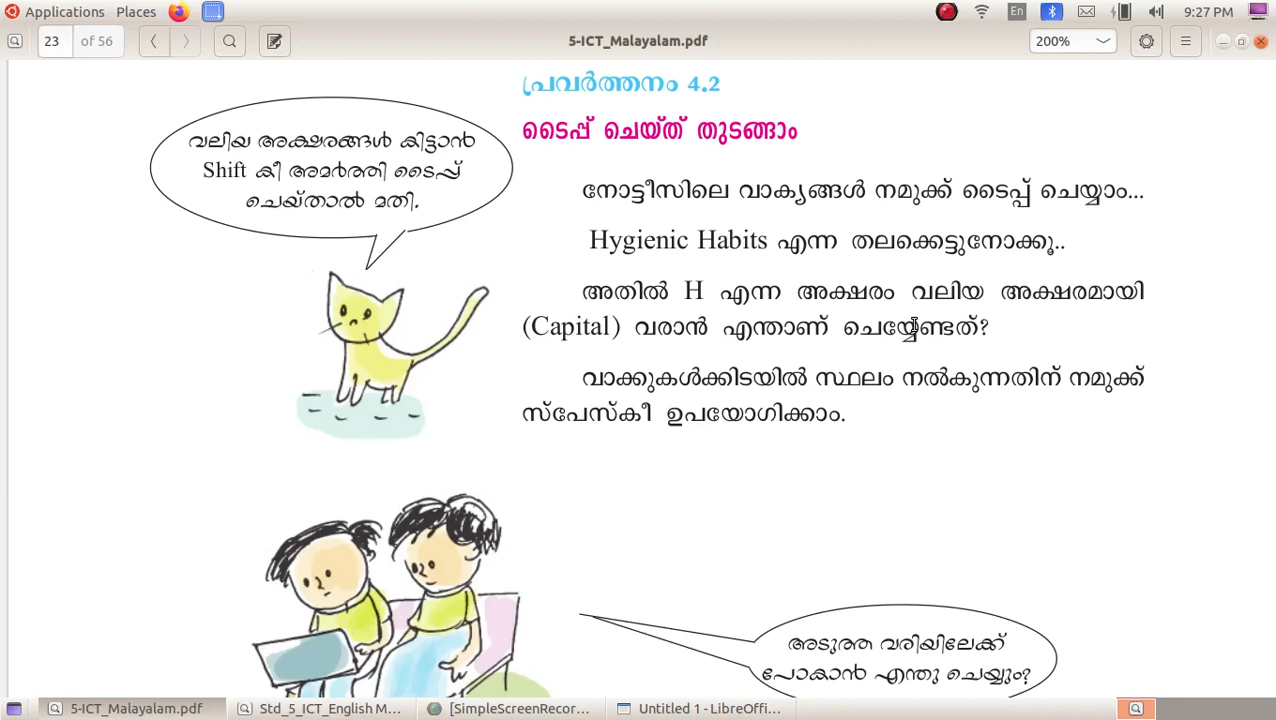 Applications Places En 9:27 PM
23 of 56 5-ICT_Malayalam.pdf 200%
പ്രവർത്തനം 4.2
ടൈപ്പ് ചെയ്ത് തുടങ്ങാം
വലിയ അക്ഷരങ്ങൾ കിട്ടാൻ
Shift കീ അമർത്തി ടൈപ്പ്
ചെയ്താൽ മതി.
നോട്ടീസിലെ വാക്യങ്ങൾ നമുക്ക് ടൈപ്പ് ചെയ്യാം...
Hygienic Habits എന്ന തലക്കെട്ടുനോക്കൂ..
അതിൽ H എന്ന അക്ഷരം വലിയ അക്ഷരമായി
(Capital) വരാൻ എന്താണ് ചെയ്യേണ്ടത്?
വാക്കുകൾക്കിടയിൽ സ്ഥലം നൽകുന്നതിന് നമുക്ക്
സ്പേസ്കീ ഉപയോഗിക്കാം.
അടുത്ത വരിയിലേക്ക്
പോകാൻ എന്തു ചെയ്യും?
5-ICT_Malayalam.pdf Std_5_ICT_English M... [SimpleScreenRecor... Untitled 1 - LibreOffi...